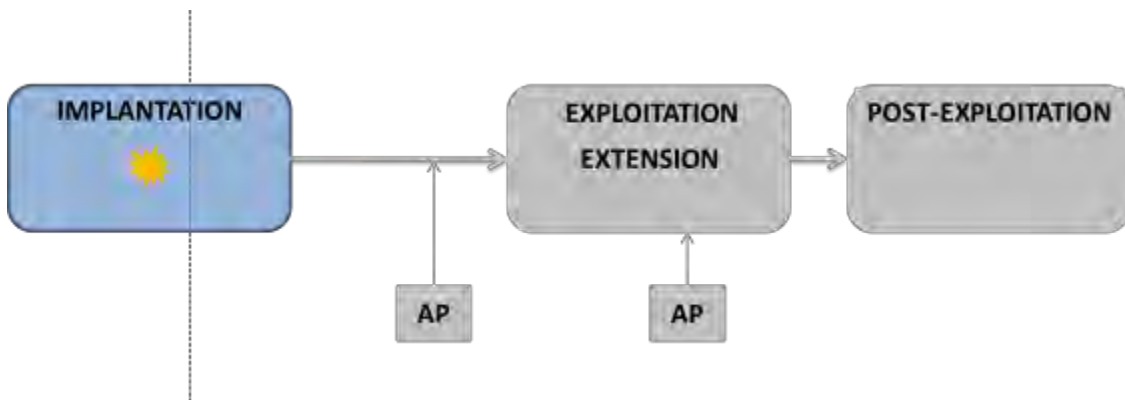 IMPLANTATION
EXPLOITATION
EXTENSION
POST-EXPLOITATION
AP
AP